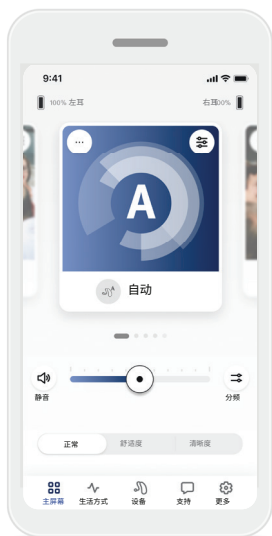 9:41
100% 左耳 右耳00%
A
自动
静音 分频
正常 舒适度 清晰度
主屏幕 生活方式 设备 支持 更多